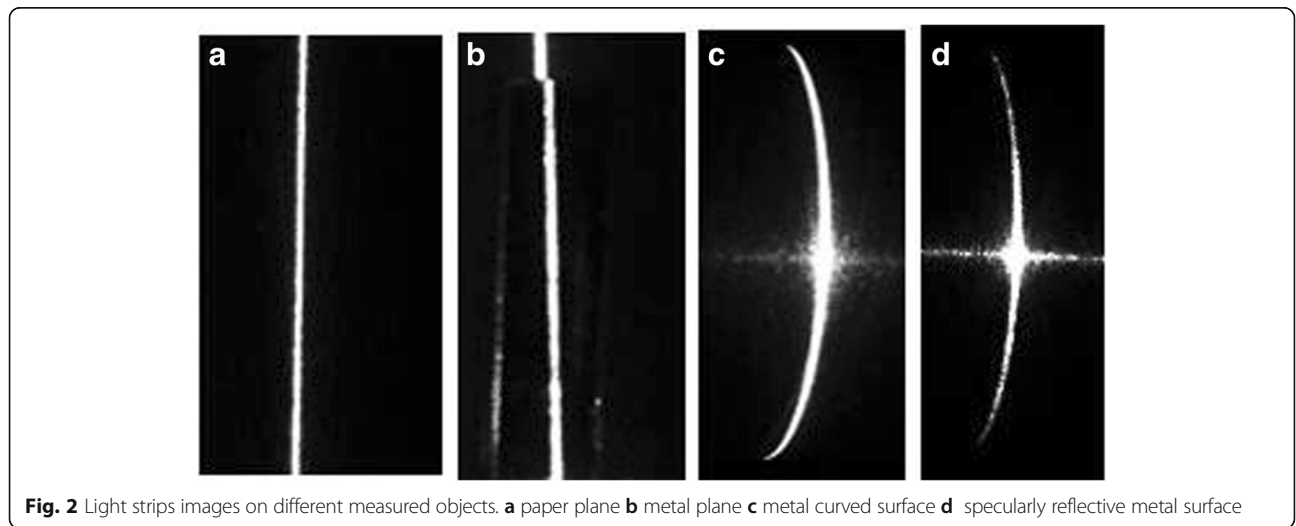 a b c d
Fig. 2 Light strips images on different measured objects. a paper plane b metal plane c metal curved surface d specularly reflective metal surface